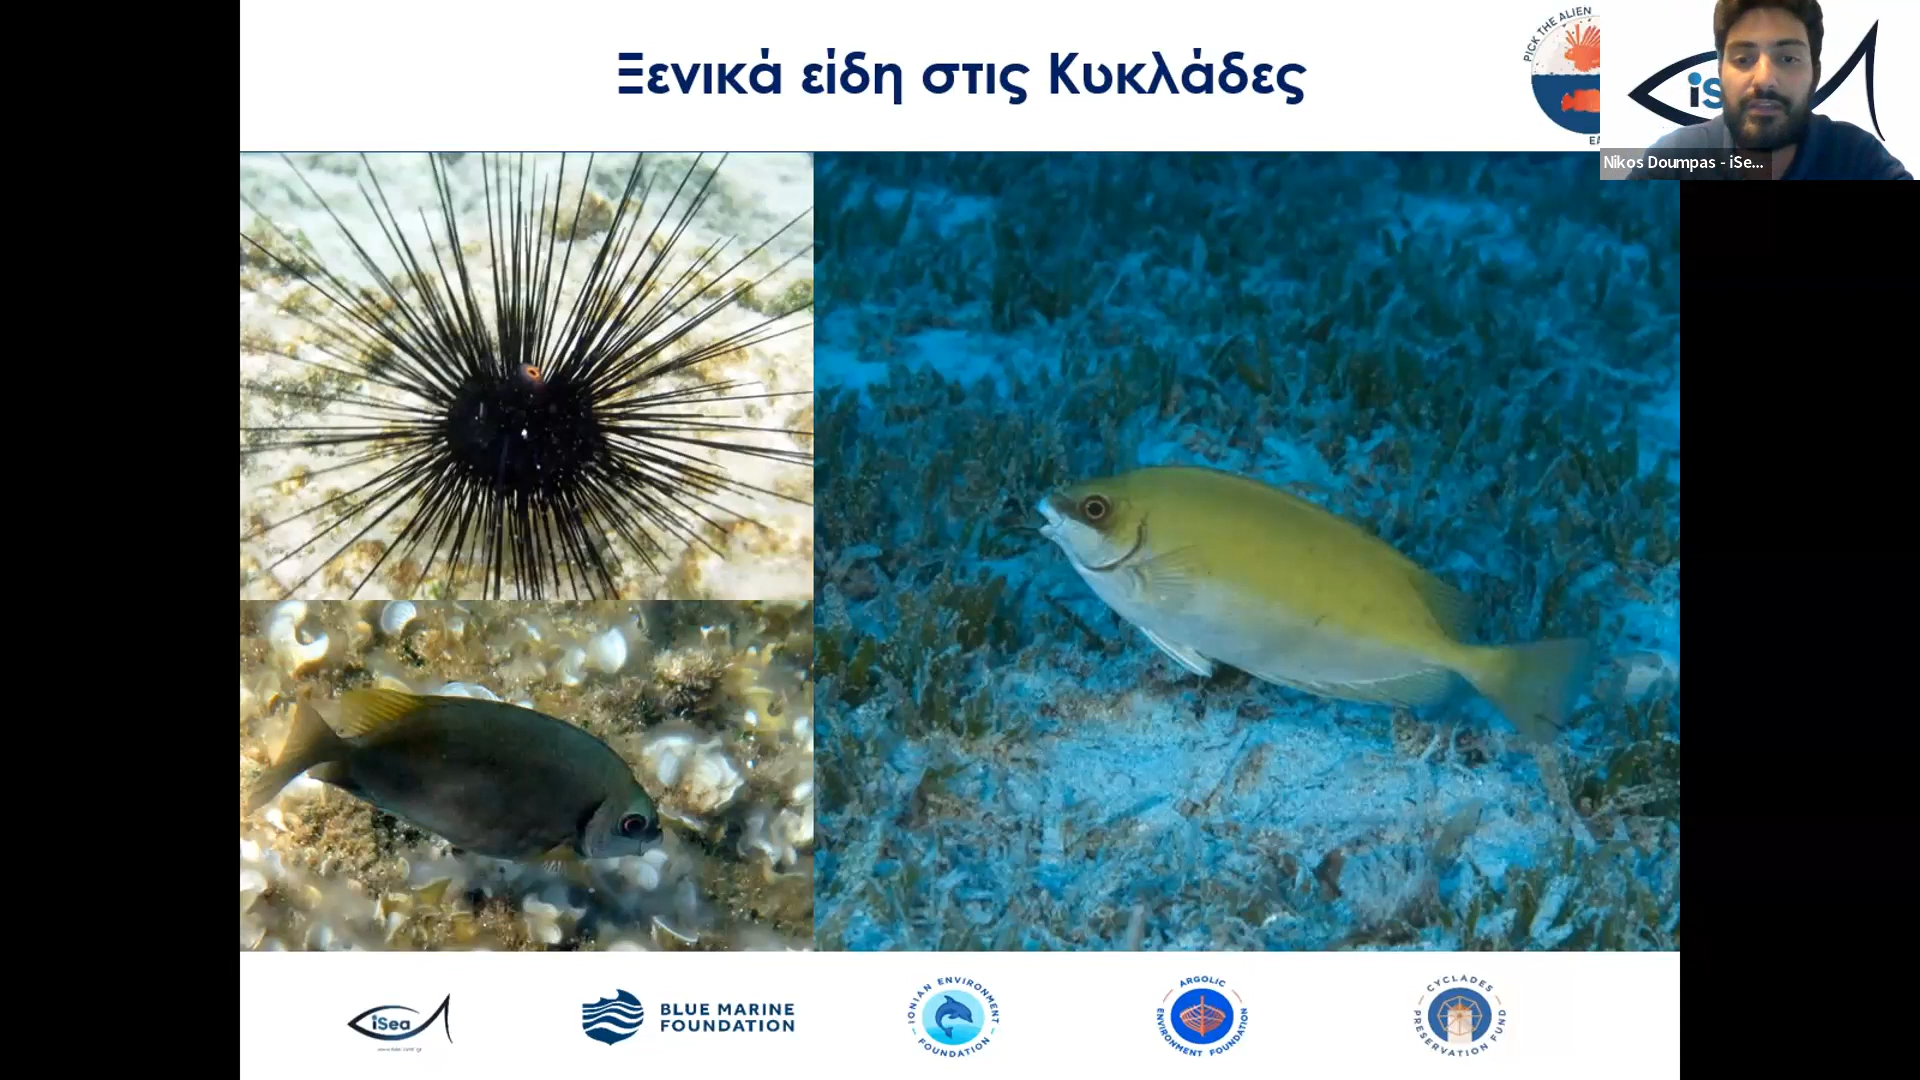 Ξενικά είδη στις Κυκλάδες
PICK THE ALIEN
iS
Nikos Doumpas - iSe...
iSea
BLUE MARINE
FOUNDATION
IONIAN ENVIRONMENT
FOUNDATION
ARGOLIC
ENVIRONMENT FOUNDATION
CYCLADES
PRESERVATION FUND